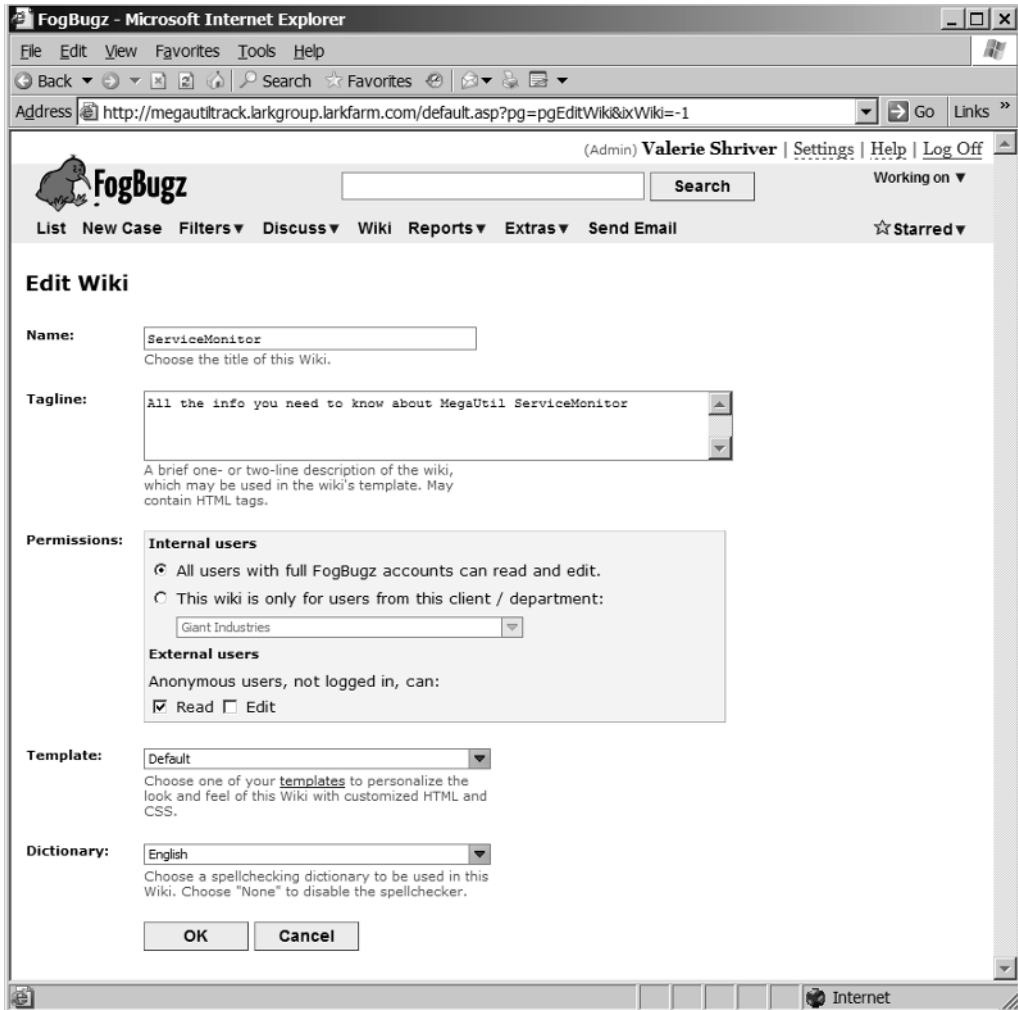 FogBugz - Microsoft Internet Explorer
File Edit View Favorites Tools Help
Back Search Favorites
Address http://megautiltrack.larkgroup.larkfarm.com/default.asp?pg=pgEditWiki&ixWiki=-1 Go Links »
(Admin) Valerie Shriver | Settings | Help | Log Off
FogBugz Search Working on ▼
List New Case Filters▼ Discuss▼ Wiki Reports▼ Extras▼ Send Email ☆Starred▼
Edit Wiki
Name: ServiceMonitor
Choose the title of this Wiki.
Tagline: All the info you need to know about MegaUtil ServiceMonitor
A brief one- or two-line description of the wiki,
which may be used in the wiki's template. May
contain HTML tags.
Permissions: Internal users
All users with full FogBugz accounts can read and edit.
This wiki is only for users from this client / department:
Giant Industries
External users
Anonymous users, not logged in, can:
Read Edit
Template: Default
Choose one of your templates to personalize the
look and feel of this Wiki with customized HTML and
CSS.
Dictionary: English
Choose a spellchecking dictionary to be used in this
Wiki. Choose "None" to disable the spellchecker.
OK Cancel
Internet